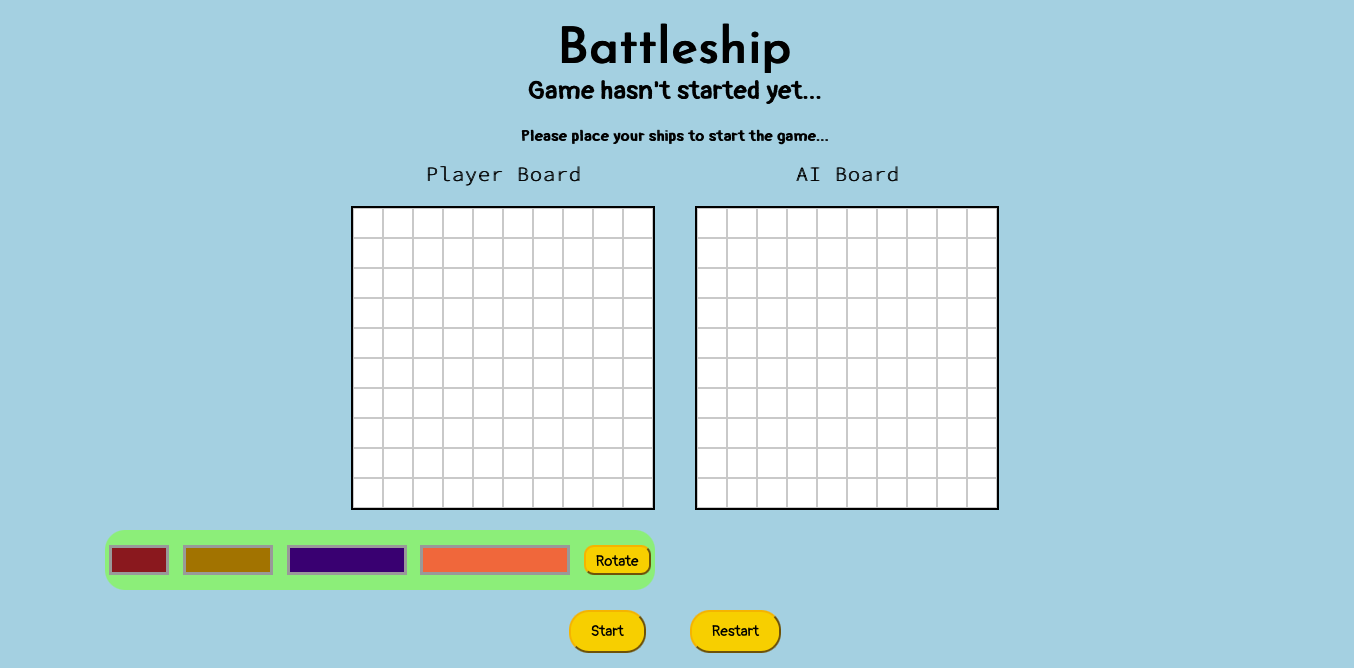 Battleship
Game hasn't started yet...
Please place your ships to start the game...
Player Board
AI Board
Rotate
Start
Restart